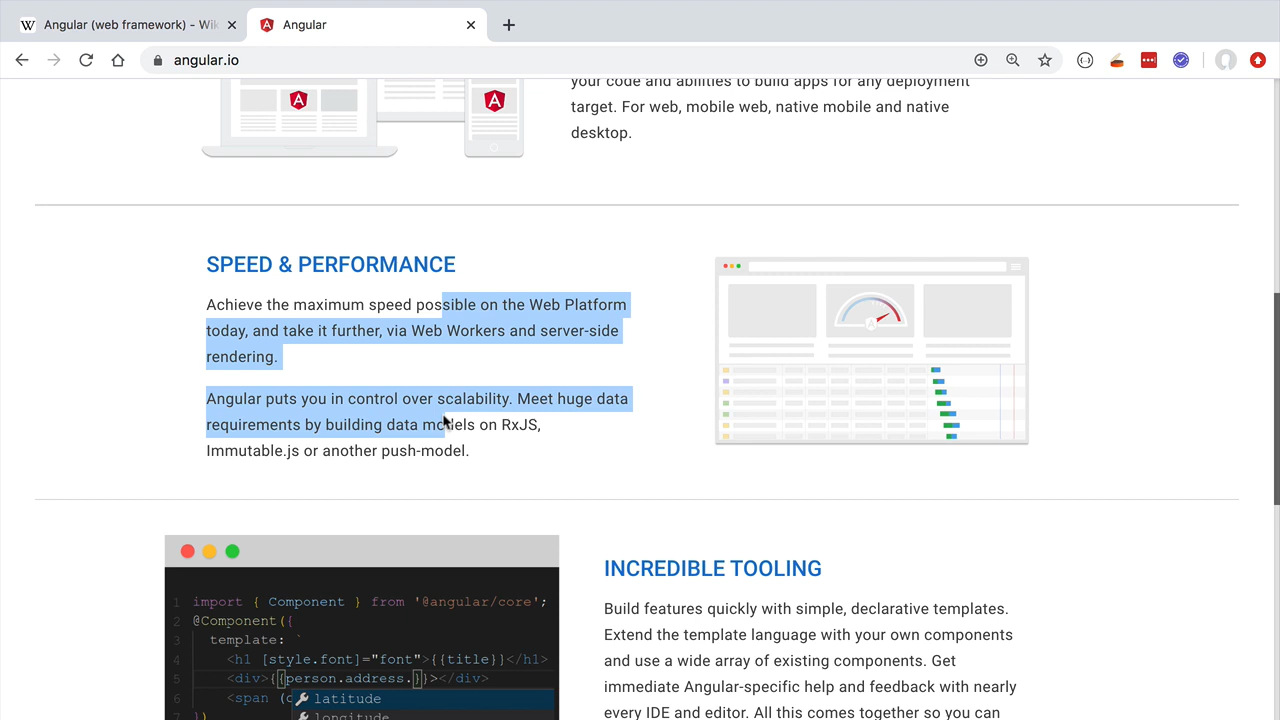 Angular (web framework) - Wik
Angular
angular.io
your code and abilities to build apps for any deployment
target. For web, mobile web, native mobile and native
desktop.
SPEED & PERFORMANCE
Achieve the maximum speed possible on the Web Platform
today, and take it further, via Web Workers and server-side
rendering.
Angular puts you in control over scalability. Meet huge data
requirements by building data models on RxJS,
Immutable.js or another push-model.
1 import { Component } from '@angular/core';
2 @Component({
3 template: `
4 <h1 [style.font]="font">{{title}}</h1>
5 <div>{{person.address.}}></div>
6 <span (c
latitude
7 })
longitude
INCREDIBLE TOOLING
Build features quickly with simple, declarative templates.
Extend the template language with your own components
and use a wide array of existing components. Get
immediate Angular-specific help and feedback with nearly
every IDE and editor. All this comes together so you can